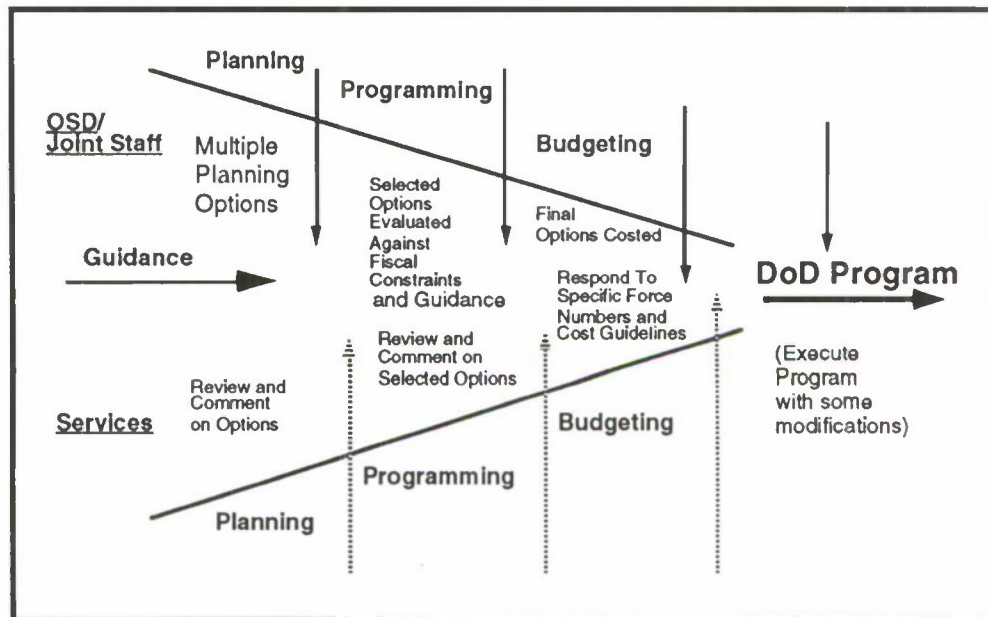 Planning
Programming
Budgeting
OSD/
Joint Staff
Multiple
Planning
Options
Selected
Options
Evaluated
Against
Fiscal
Constraints
and Guidance
Final
Options Costed
Guidance
Respond To
Specific Force
Numbers and
Cost Guidelines
DoD Program
Review and
Comment on
Selected Options
(Execute
Program
with some
modifications)
Services
Review and
Comment
on Options
Budgeting
Programming
Planning